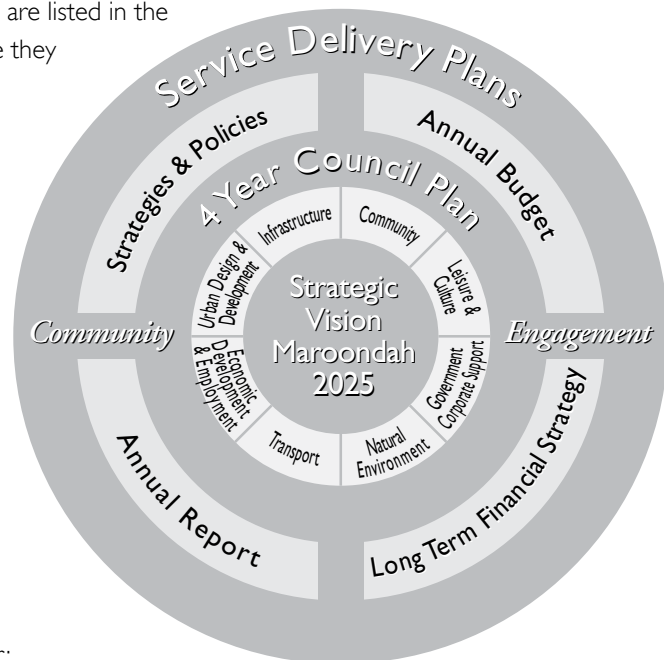 are listed in the
e they
Service Delivery Plans
Strategies & Policies
Annual Budget
4 Year Council Plan
Infrastructure
Community
Urban Design &
Development
Leisure &
Culture
Strategic
Vision
Maroondah
2025
Community
Engagement
Economic
Development
& Employment
Government
Corporate Support
Transport
Natural
Environment
Annual Report
Long Term Financial Strategy